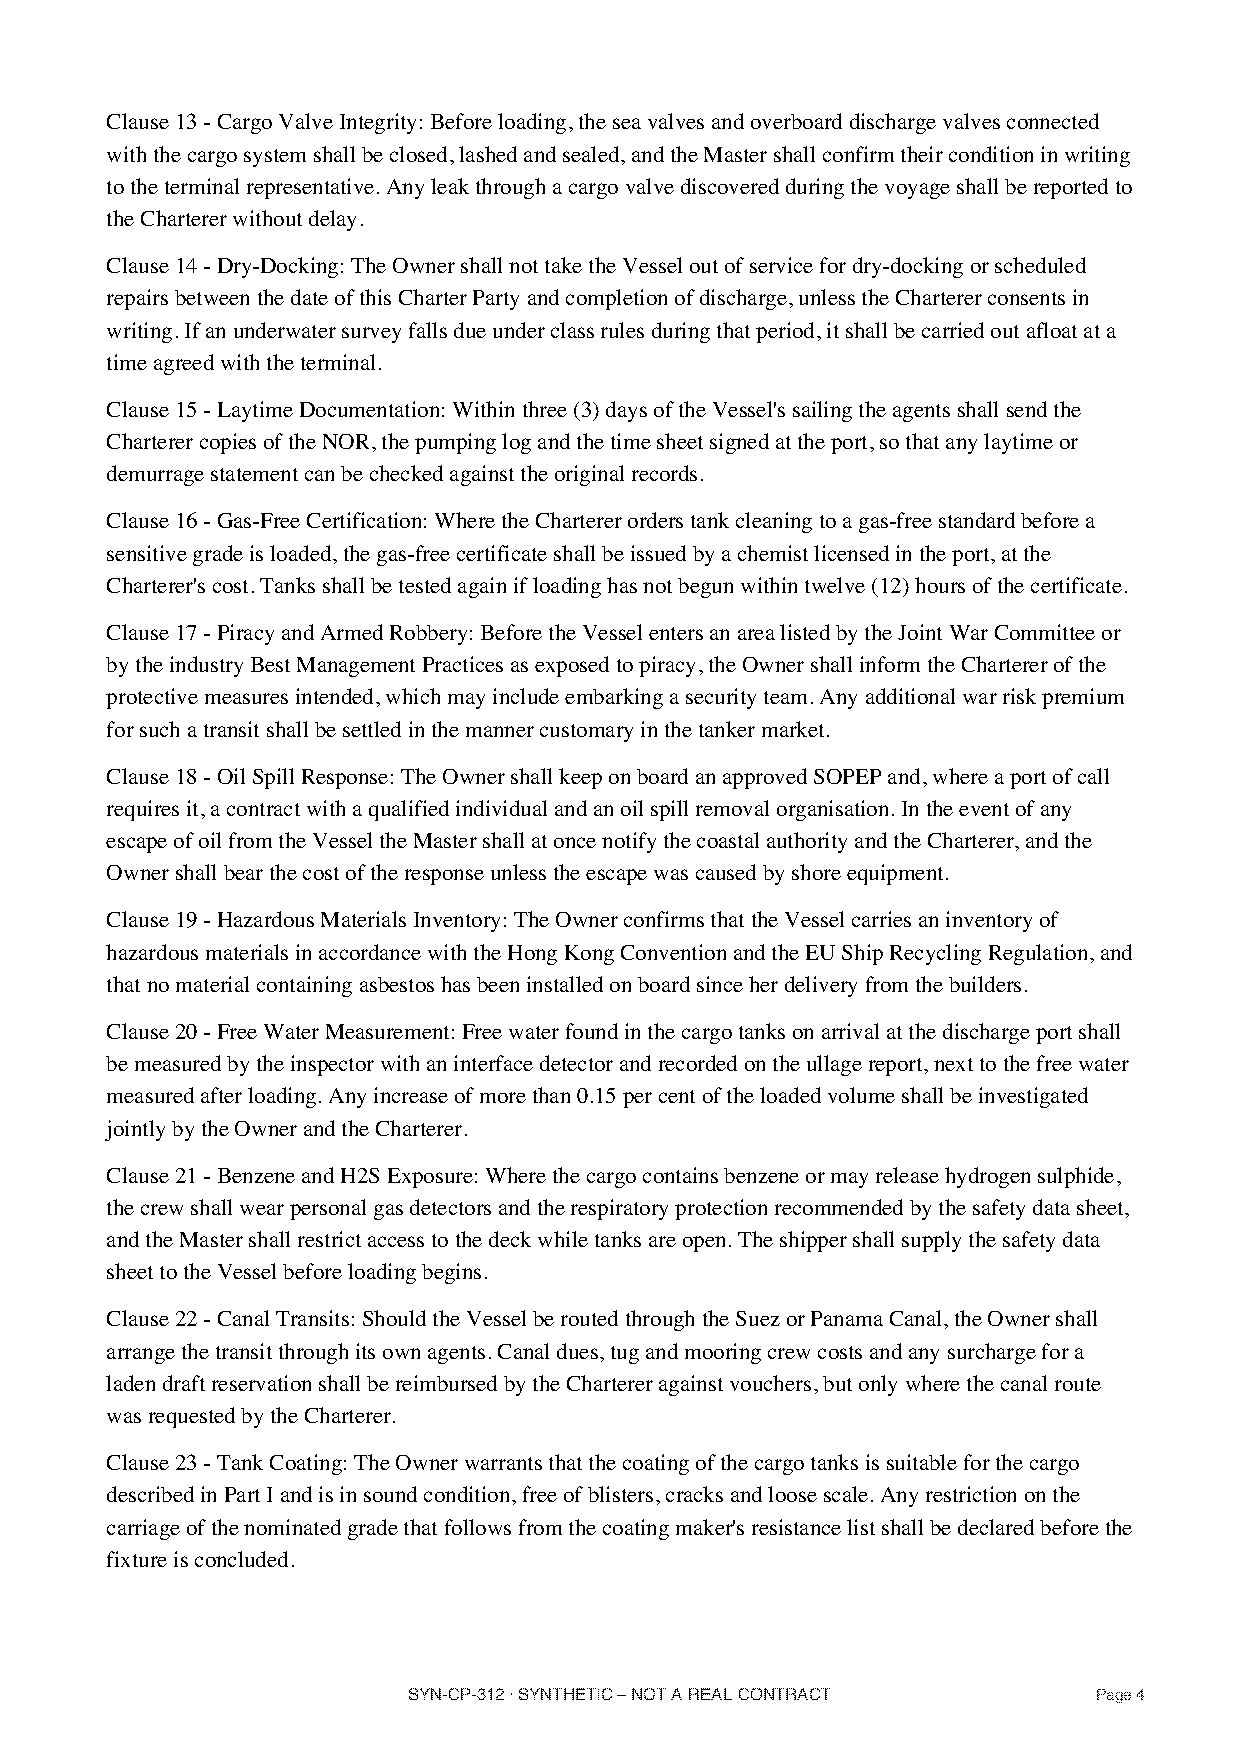 Clause 13 - Cargo Valve Integrity: Before loading, the sea valves and overboard discharge valves connected
with the cargo system shall be closed, lashed and sealed, and the Master shall confirm their condition in writing
to the terminal representative. Any leak through a cargo valve discovered during the voyage shall be reported to
the Charterer without delay.
Clause 14 - Dry-Docking: The Owner shall not take the Vessel out of service for dry-docking or scheduled
repairs between the date of this Charter Party and completion of discharge, unless the Charterer consents in
writing. If an underwater survey falls due under class rules during that period, it shall be carried out afloat at a
time agreed with the terminal.
Clause 15 - Laytime Documentation: Within three (3) days of the Vessel's sailing the agents shall send the
Charterer copies of the NOR, the pumping log and the time sheet signed at the port, so that any laytime or
demurrage statement can be checked against the original records.
Clause 16 - Gas-Free Certification: Where the Charterer orders tank cleaning to a gas-free standard before a
sensitive grade is loaded, the gas-free certificate shall be issued by a chemist licensed in the port, at the
Charterer's cost. Tanks shall be tested again if loading has not begun within twelve (12) hours of the certificate.
Clause 17 - Piracy and Armed Robbery: Before the Vessel enters an area listed by the Joint War Committee or
by the industry Best Management Practices as exposed to piracy, the Owner shall inform the Charterer of the
protective measures intended, which may include embarking a security team. Any additional war risk premium
for such a transit shall be settled in the manner customary in the tanker market.
Clause 18 - Oil Spill Response: The Owner shall keep on board an approved SOPEP and, where a port of call
requires it, a contract with a qualified individual and an oil spill removal organisation. In the event of any
escape of oil from the Vessel the Master shall at once notify the coastal authority and the Charterer, and the
Owner shall bear the cost of the response unless the escape was caused by shore equipment.
Clause 19 - Hazardous Materials Inventory: The Owner confirms that the Vessel carries an inventory of
hazardous materials in accordance with the Hong Kong Convention and the EU Ship Recycling Regulation, and
that no material containing asbestos has been installed on board since her delivery from the builders.
Clause 20 - Free Water Measurement: Free water found in the cargo tanks on arrival at the discharge port shall
be measured by the inspector with an interface detector and recorded on the ullage report, next to the free water
measured after loading. Any increase of more than 0.15 per cent of the loaded volume shall be investigated
jointly by the Owner and the Charterer.
Clause 21 - Benzene and H2S Exposure: Where the cargo contains benzene or may release hydrogen sulphide,
the crew shall wear personal gas detectors and the respiratory protection recommended by the safety data sheet,
and the Master shall restrict access to the deck while tanks are open. The shipper shall supply the safety data
sheet to the Vessel before loading begins.
Clause 22 - Canal Transits: Should the Vessel be routed through the Suez or Panama Canal, the Owner shall
arrange the transit through its own agents. Canal dues, tug and mooring crew costs and any surcharge for a
laden draft reservation shall be reimbursed by the Charterer against vouchers, but only where the canal route
was requested by the Charterer.
Clause 23 - Tank Coating: The Owner warrants that the coating of the cargo tanks is suitable for the cargo
described in Part I and is in sound condition, free of blisters, cracks and loose scale. Any restriction on the
carriage of the nominated grade that follows from the coating maker's resistance list shall be declared before the
fixture is concluded.
SYN-CP-312 · SYNTHETIC – NOT A REAL CONTRACT Page 4